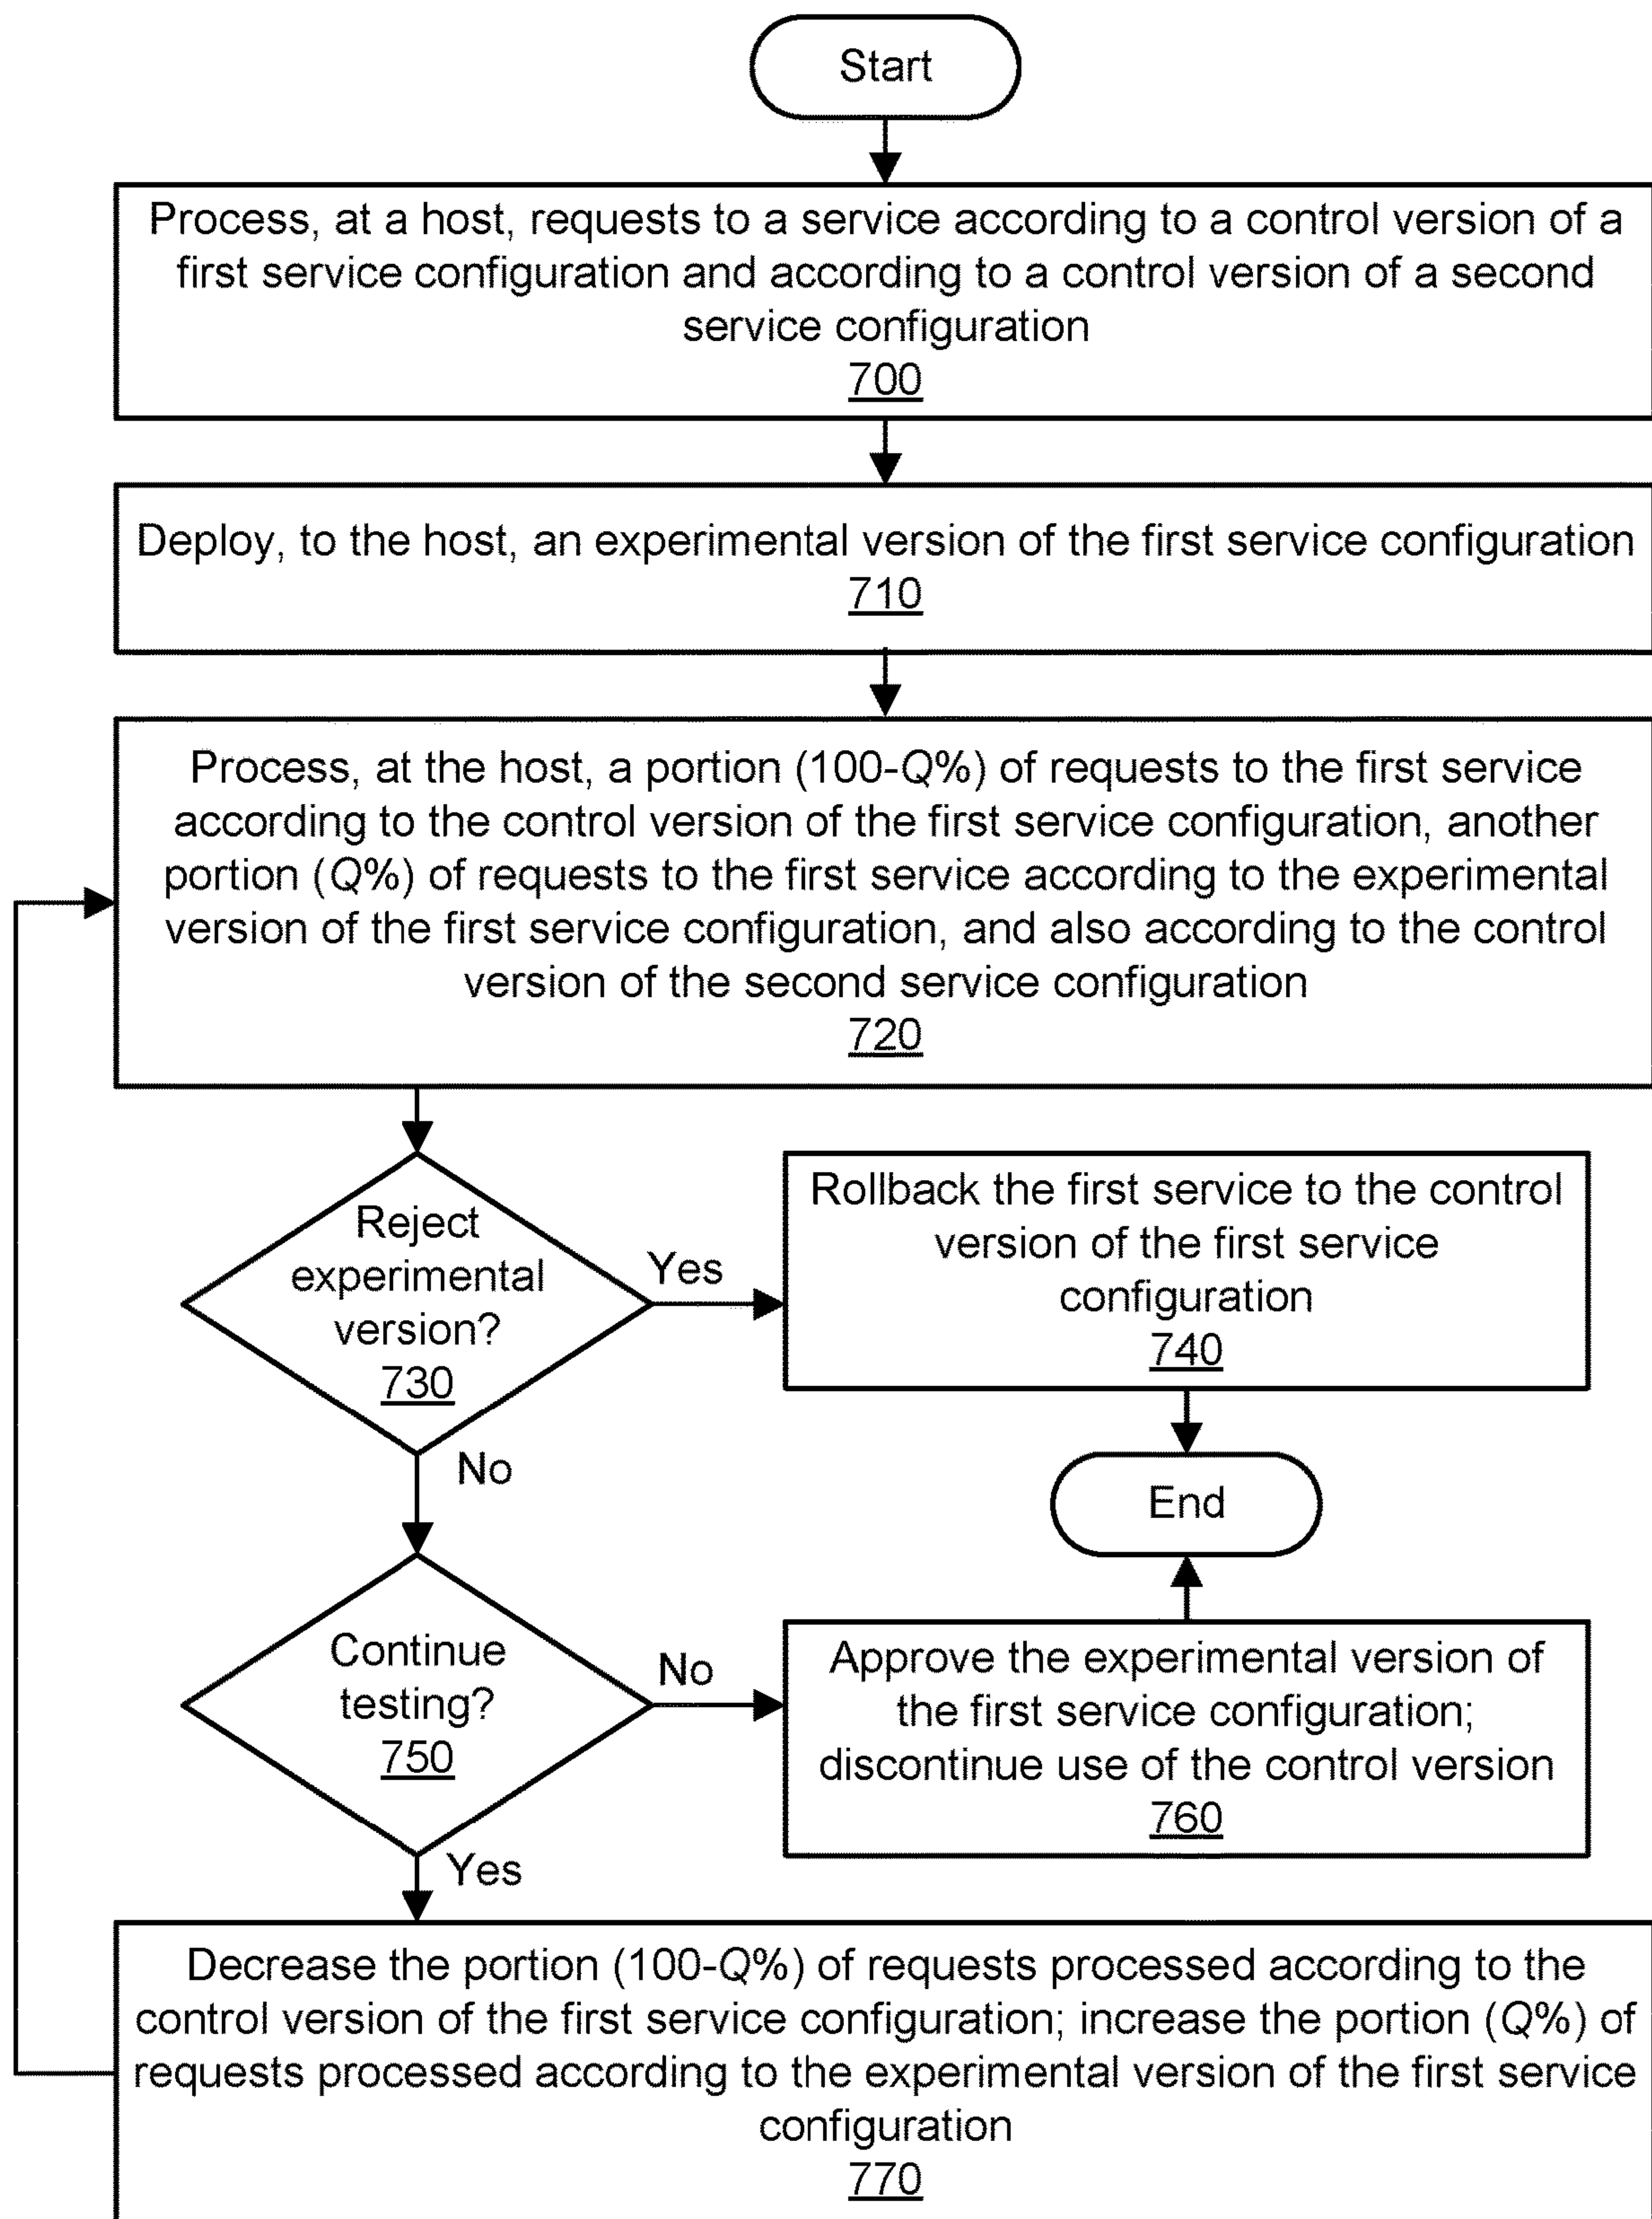 Start
Process, at a host, requests to a service according to a control version of a
first service configuration and according to a control version of a second
service configuration
700
Deploy, to the host, an experimental version of the first service configuration
710
Process, at the host, a portion (100-Q%) of requests to the first service
according to the control version of the first service configuration, another
portion (Q%) of requests to the first service according to the experimental
version of the first service configuration, and also according to the control
version of the second service configuration
720
Reject
experimental
version?
730
Yes
Rollback the first service to the control
version of the first service
configuration
740
No
End
Continue
testing?
750
No
Approve the experimental version of
the first service configuration;
discontinue use of the control version
760
Yes
Decrease the portion (100-Q%) of requests processed according to the
control version of the first service configuration; increase the portion (Q%) of
requests processed according to the experimental version of the first service
configuration
770